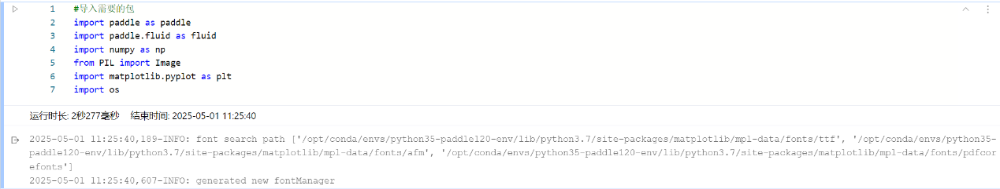 1 #导入需要的包
2 import paddle as paddle
3 import paddle.fluid as fluid
4 import numpy as np
5 from PIL import Image
6 import matplotlib.pyplot as plt
7 import os
运行时长: 2秒277毫秒 结束时间: 2025-05-01 11:25:40
2025-05-01 11:25:40,189-INFO: font search path ['/opt/conda/envs/python35-paddle120-env/lib/python3.7/site-packages/matplotlib/mpl-data/fonts/ttf', '/opt/conda/envs/python35-
paddle120-env/lib/python3.7/site-packages/matplotlib/mpl-data/fonts/afm', '/opt/conda/envs/python35-paddle120-env/lib/python3.7/site-packages/matplotlib/mpl-data/fonts/pdfcor
efonts']
2025-05-01 11:25:40,607-INFO: generated new fontManager